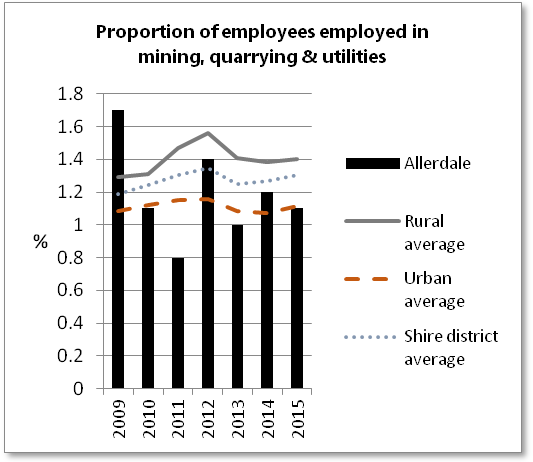 Proportion of employees employed in
mining, quarrying & utilities
1.8
1.6
1.4
1.2
1
0.8
0.6
0.4
0.2
0
%
2009
2010
2011
2012
2013
2014
2015
Allerdale
Rural
average
Urban
average
Shire district
average